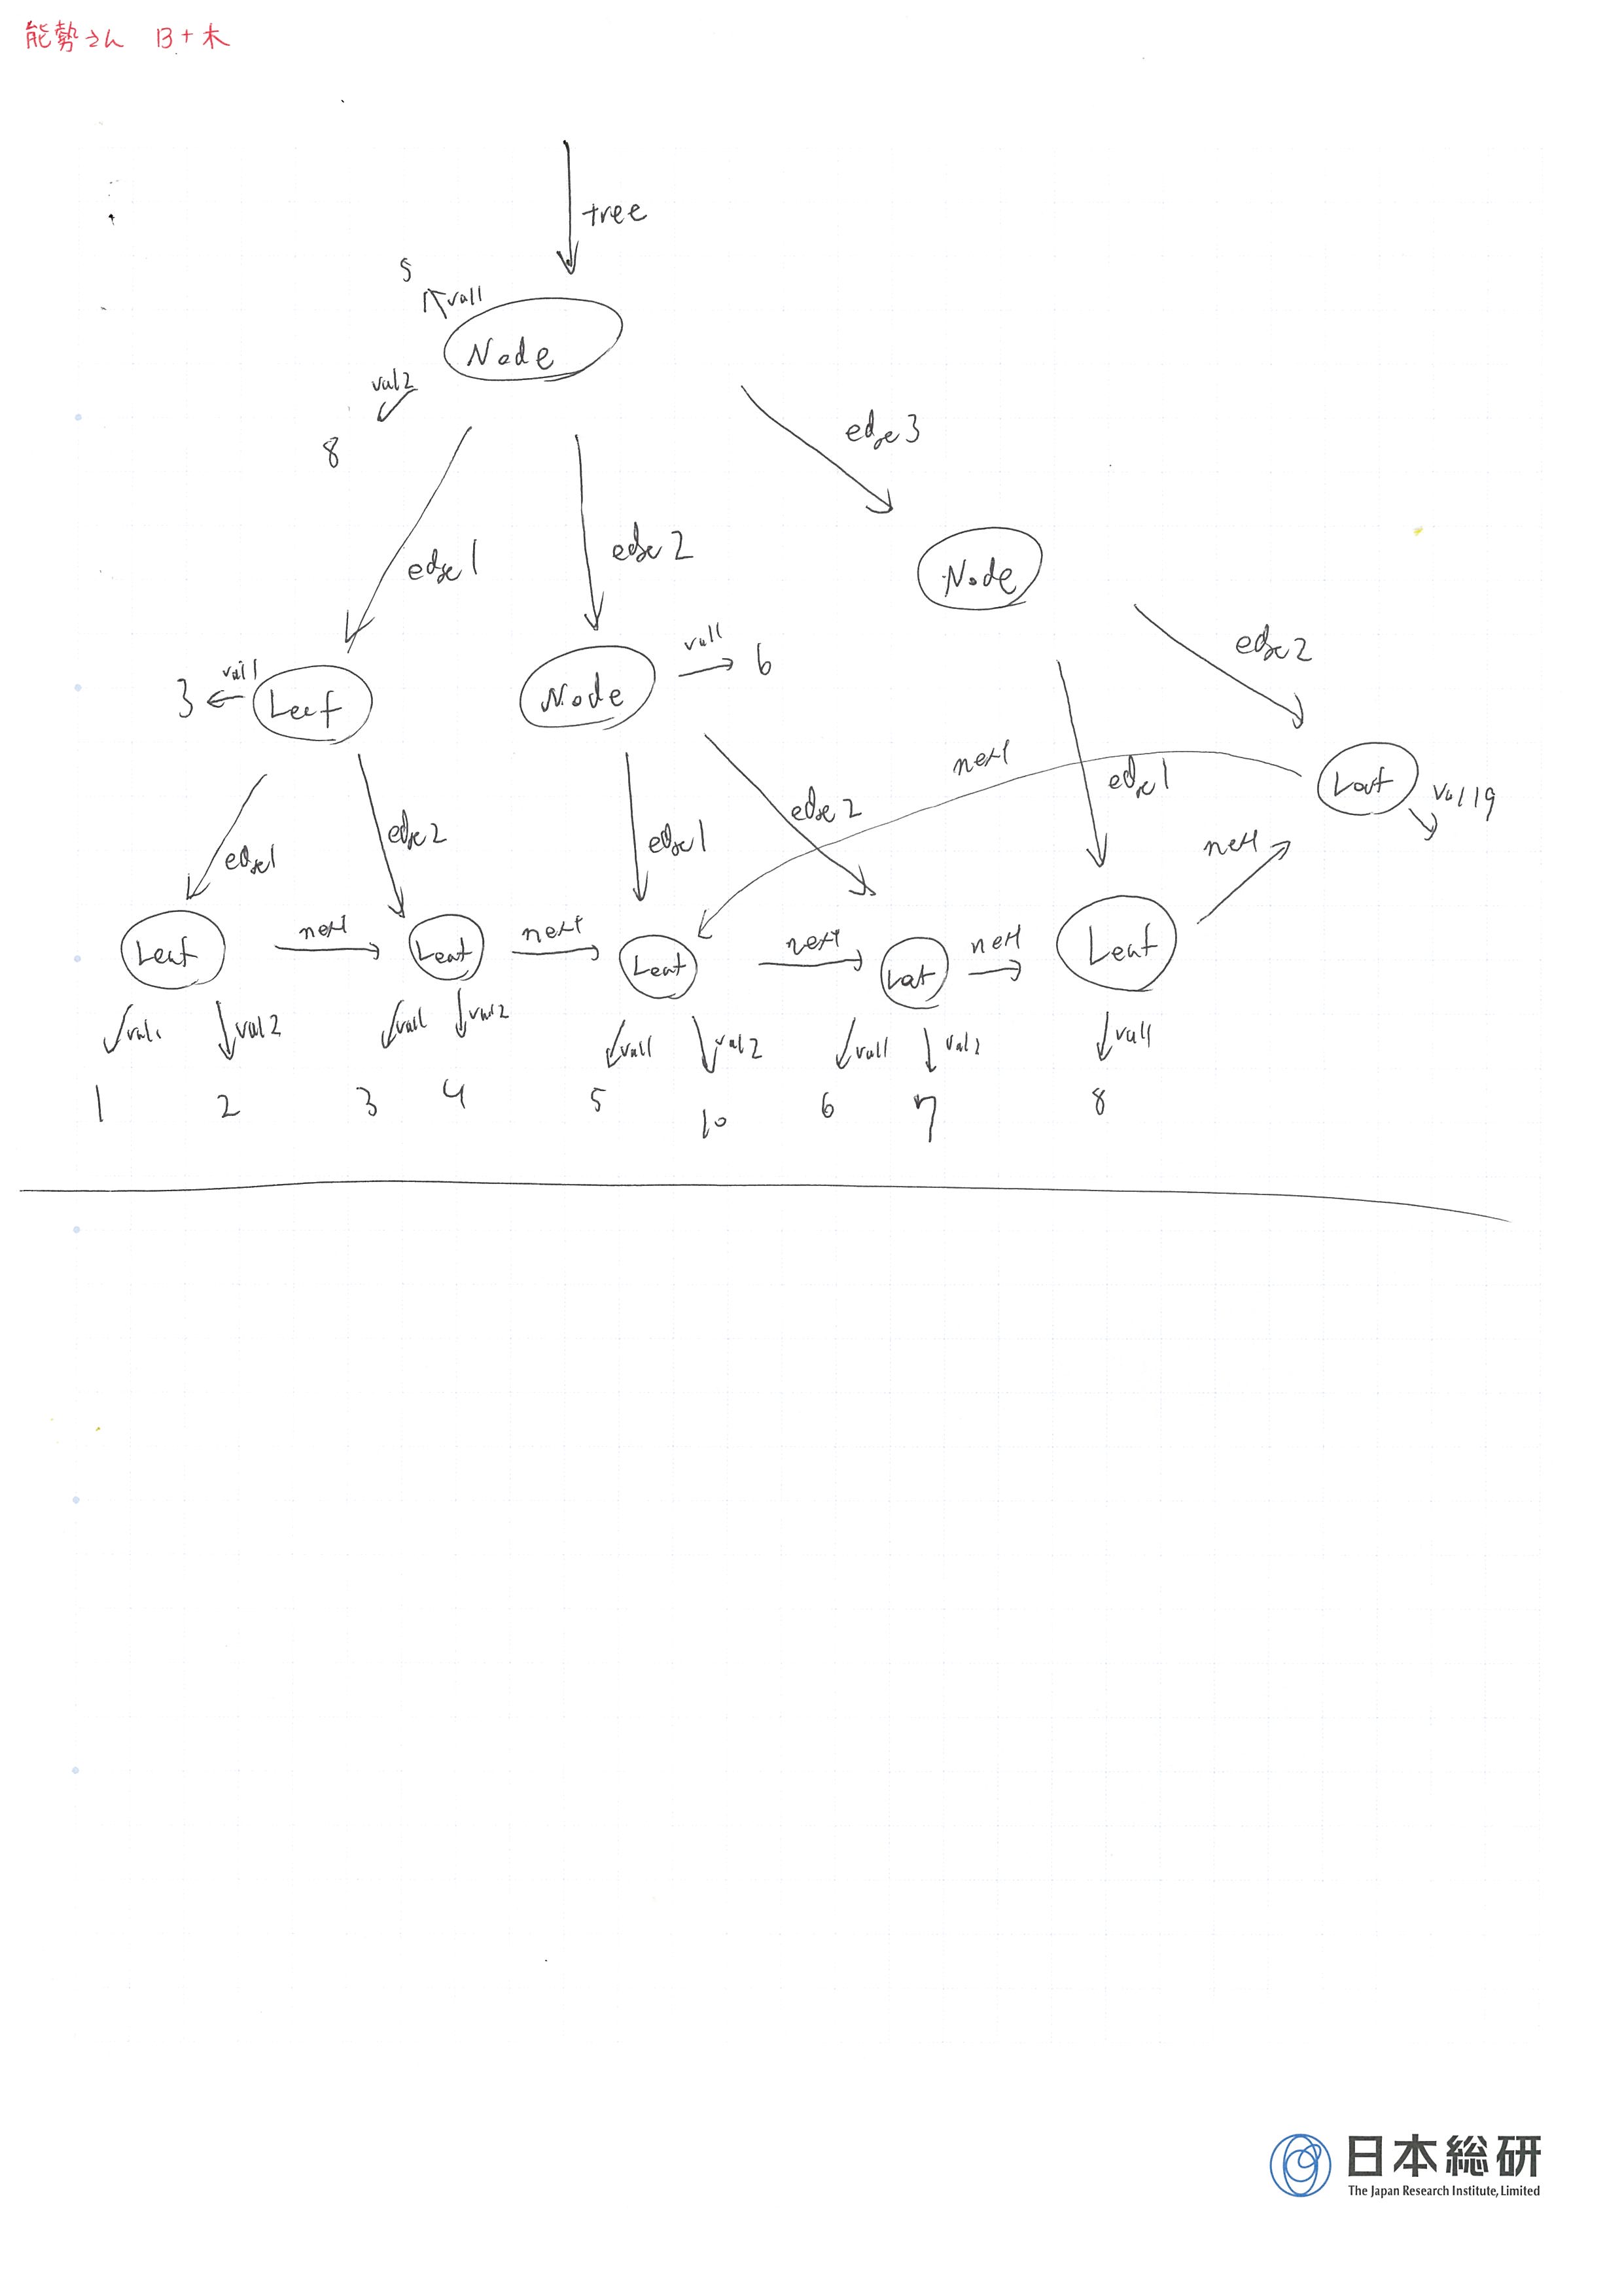 能勢さん B+木
tree
5
val1
Node
val2
8
edge3
edge1
edge2
Node
val1
3
Leef
Node
val1
6
edge2
next
edge1
Leaf
val1 9
edge1
edge2
edge1
edge2
next
Leaf
next
Leaf
next
Leaf
next
Leaf
next
Leaf
val1
val2
val1
val2
val1
val2
val1
val2
val1
1
2
3
4
5
10
6
7
8
日本総研
The Japan Research Institute, Limited